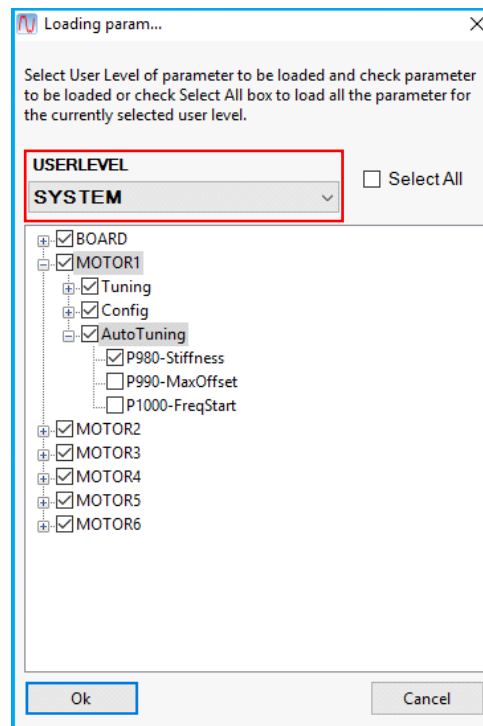 Loading param...
Select User Level of parameter to be loaded and check parameter
to be loaded or check Select All box to load all the parameter for
the currently selected user level.
USERLEVEL
SYSTEM
Select All
BOARD
MOTOR1
Tuning
Config
AutoTuning
P980-Stiffness
P990-MaxOffset
P1000-FreqStart
MOTOR2
MOTOR3
MOTOR4
MOTOR5
MOTOR6
Ok
Cancel